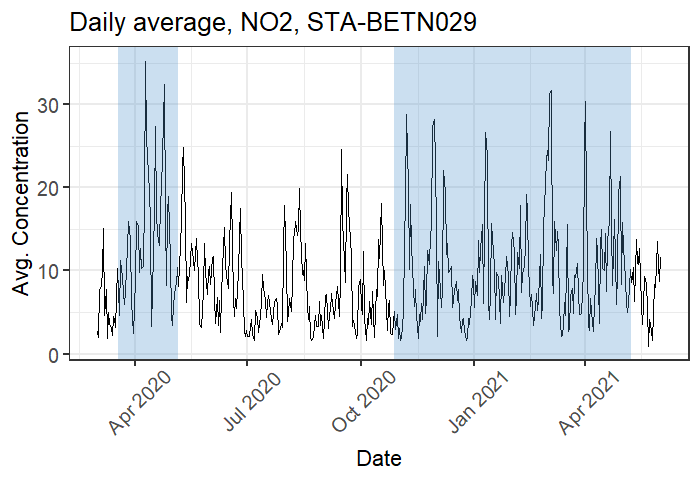 Daily average, NO2, STA-BETN029
Avg. Concentration
30
20
10
0
Apr 2020
Jul 2020
Oct 2020
Jan 2021
Apr 2021
Date